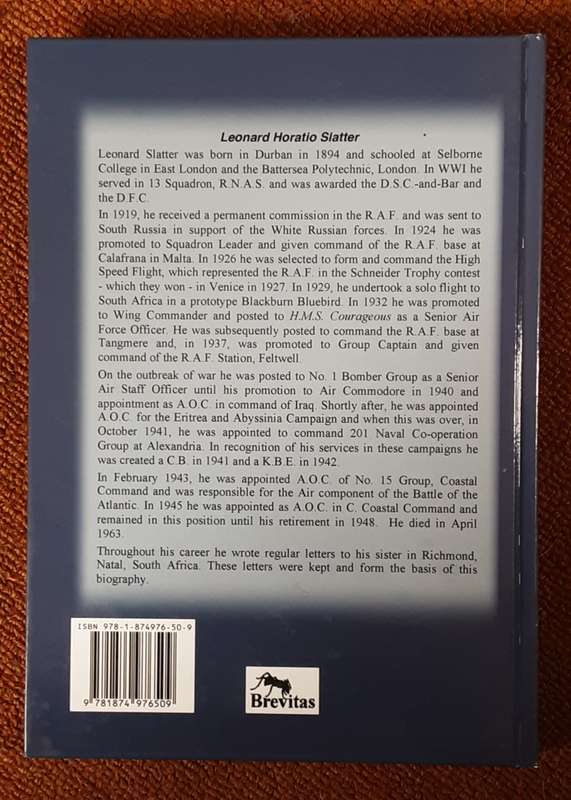 Leonard Horatio Slatter
Leonard Slatter was born in Durban in 1894 and schooled at Selborne
College in East London and the Battersea Polytechnic, London. In WWI he
served in 13 Squadron, R.N.A.S. and was awarded the D.S.C.-and-Bar and
the D.F.C.
In 1919, he received a permanent commission in the R.A.F. and was sent to
South Russia in support of the White Russian forces. In 1924 he was
promoted to Squadron Leader and given command of the R.A.F. base at
Calafrana in Malta. In 1926 he was selected to form and command the High
Speed Flight, which represented the R.A.F. in the Schneider Trophy contest
- which they won - in Venice in 1927. In 1929, he undertook a solo flight to
South Africa in a prototype Blackburn Bluebird. In 1932 he was promoted
to Wing Commander and posted to H.M.S. Courageous as a Senior Air
Force Officer. He was subsequently posted to command the R.A.F. base at
Tangmere and, in 1937, was promoted to Group Captain and given
command of the R.A.F. Station, Feltwell.
On the outbreak of war he was posted to No. 1 Bomber Group as a Senior
Air Staff Officer until his promotion to Air Commodore in 1940 and
appointment as A.O.C. in command of Iraq. Shortly after, he was appointed
A.O.C. for the Eritrea and Abyssinia Campaign and when this was over, in
October 1941, he was appointed to command 201 Naval Co-operation
Group at Alexandria. In recognition of his services in these campaigns he
was created a C.B. in 1941 and a K.B.E. in 1942.
In February 1943, he was appointed A.O.C. of No. 15 Group, Coastal
Command and was responsible for the Air component of the Battle of the
Atlantic. In 1945 he was appointed as A.O.C. in C. Coastal Command and
remained in this position until his retirement in 1948. He died in April
1963.
Throughout his career he wrote regular letters to his sister in Richmond,
Natal, South Africa. These letters were kept and form the basis of this
biography.
ISBN 978-1-874976-50-9
9 781874 976509
Brevitas